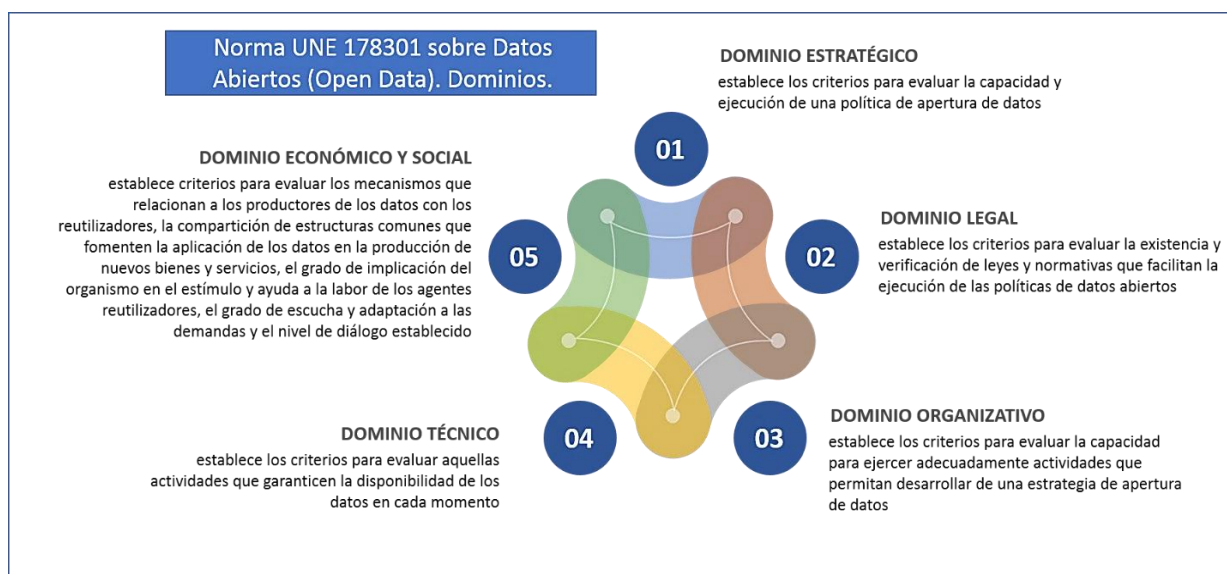 Norma UNE 178301 sobre Datos
Abiertos (Open Data). Dominios.
01
DOMINIO ESTRATÉGICO
establece los criterios para evaluar la capacidad y
ejecución de una política de apertura de datos
02
DOMINIO LEGAL
establece los criterios para evaluar la existencia y
verificación de leyes y normativas que facilitan la
ejecución de las políticas de datos abiertos
03
DOMINIO ORGANIZATIVO
establece los criterios para evaluar la capacidad
para ejercer adecuadamente actividades que
permitan desarrollar de una estrategia de apertura
de datos
04
DOMINIO TÉCNICO
establece los criterios para evaluar aquellas
actividades que garanticen la disponibilidad de los
datos en cada momento
05
DOMINIO ECONÓMICO Y SOCIAL
establece criterios para evaluar los mecanismos que
relacionan a los productores de los datos con los
reutilizadores, la compartición de estructuras comunes que
fomenten la aplicación de los datos en la producción de
nuevos bienes y servicios, el grado de implicación del
organismo en el estímulo y ayuda a la labor de los agentes
reutilizadores, el grado de escucha y adaptación a las
demandas y el nivel de diálogo establecido